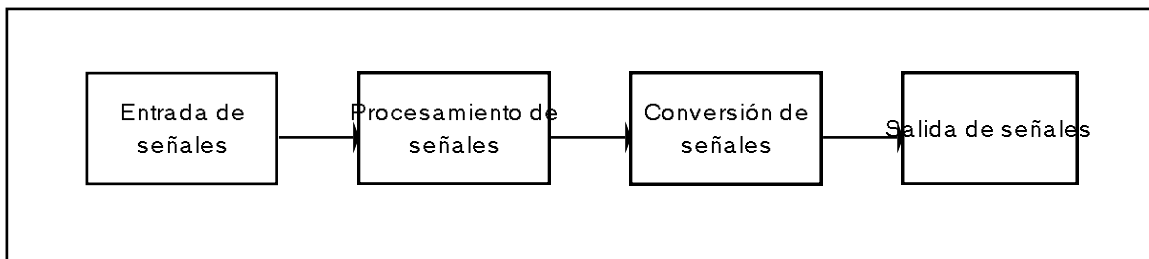 Entrada de
señales
Procesamiento de
señales
Conversión de
señales
Salida de señales